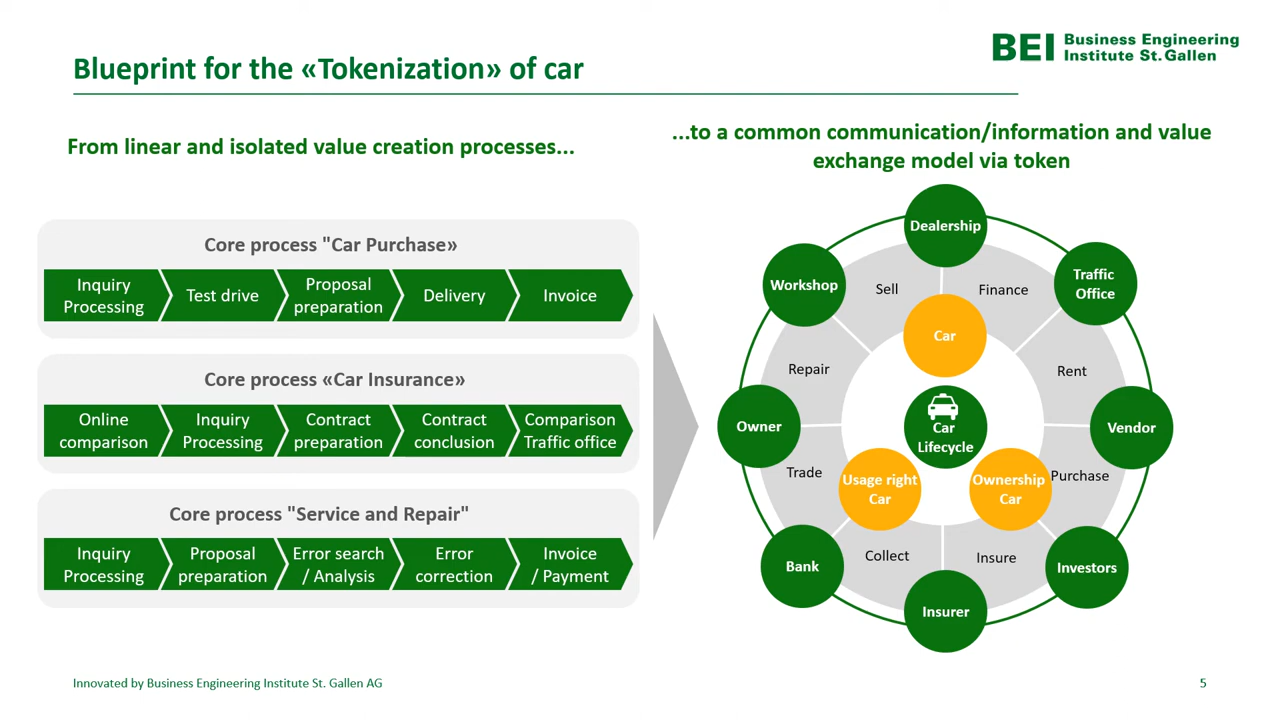 Blueprint for the «Tokenization» of car
BEI Business Engineering
Institute St. Gallen
From linear and isolated value creation processes...
...to a common communication/information and value
exchange model via token
Core process "Car Purchase»
Inquiry
Processing
Test drive
Proposal
preparation
Delivery
Invoice
Core process «Car Insurance»
Online
comparison
Inquiry
Processing
Contract
preparation
Contract
conclusion
Comparison
Traffic office
Core process "Service and Repair"
Inquiry
Processing
Proposal
preparation
Error search
/ Analysis
Error
correction
Invoice
/ Payment
Dealership
Workshop
Traffic
Office
Sell
Finance
Car
Repair
Rent
Owner
Car
Lifecycle
Vendor
Trade
Usage right
Car
Ownership
Car
Purchase
Collect
Insure
Bank
Investors
Insurer
Innovated by Business Engineering Institute St. Gallen AG
5